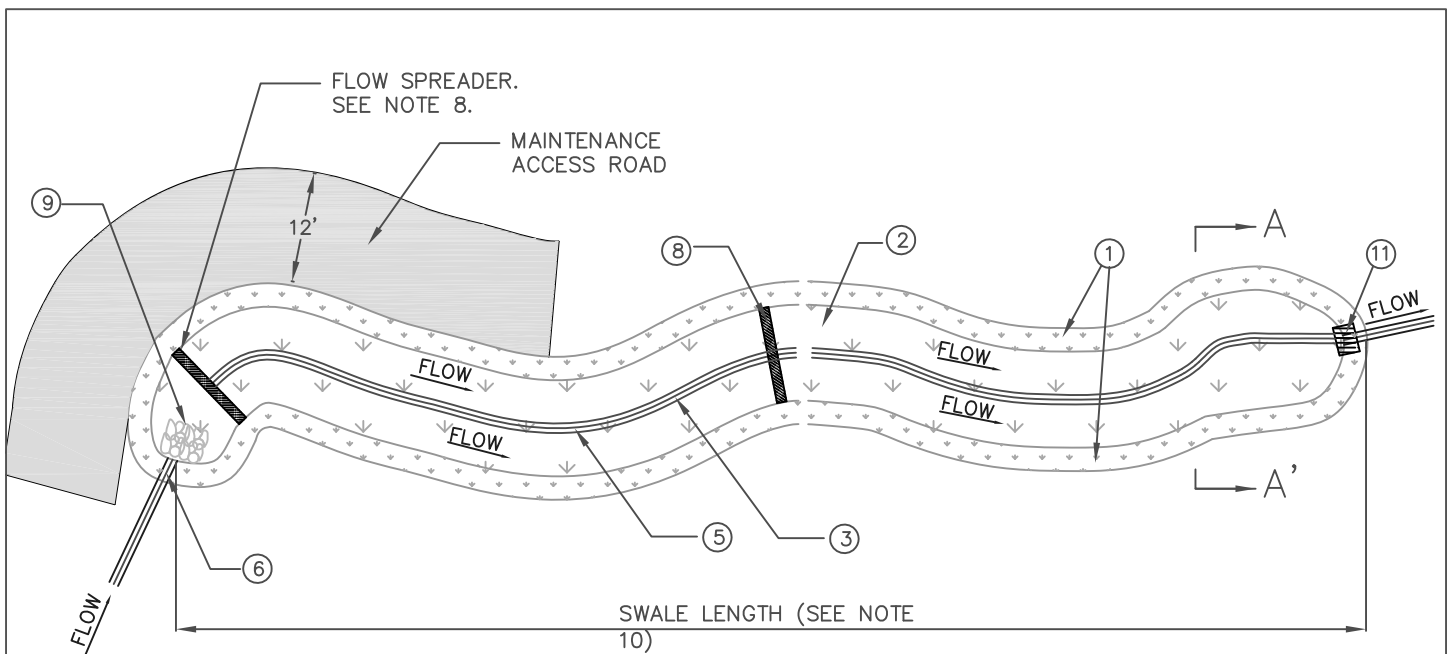 FLOW SPREADER.
SEE NOTE 8.
MAINTENANCE
ACCESS ROAD
9
12'
8
2
1
A
11
FLOW
FLOW
FLOW
FLOW
FLOW
A'
5
3
6
FLOW
SWALE LENGTH (SEE NOTE
10)